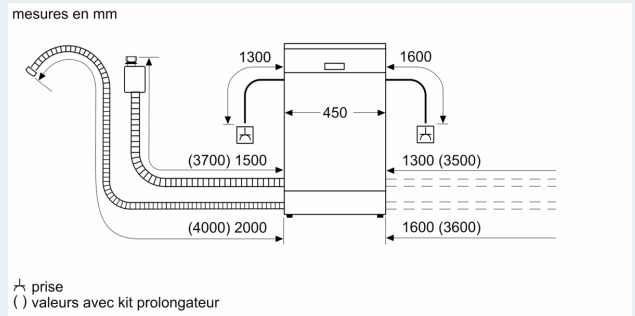 mesures en mm
1300 1600
450
(3700) 1500 1300 (3500)
(4000) 2000 1600 (3600)
prise
( ) valeurs avec kit prolongateur